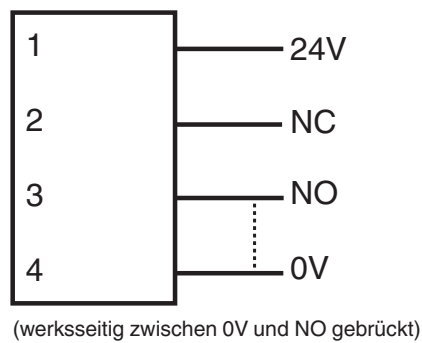 1 24V
2 NC
3 NO
4 0V
(werksseitig zwischen 0V und NO gebrückt)